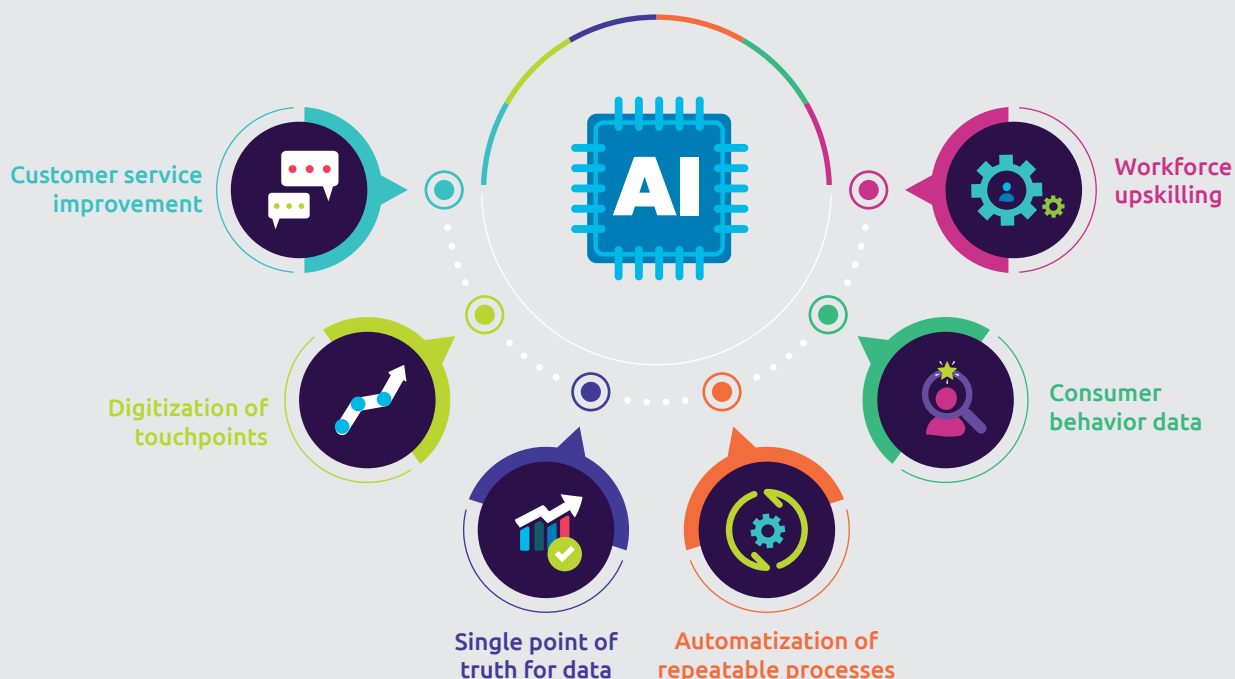 AI
Customer service
improvement
Workforce
upskilling
Digitization of
touchpoints
Consumer
behavior data
Single point of
truth for data
Automatization of
repeatable processes